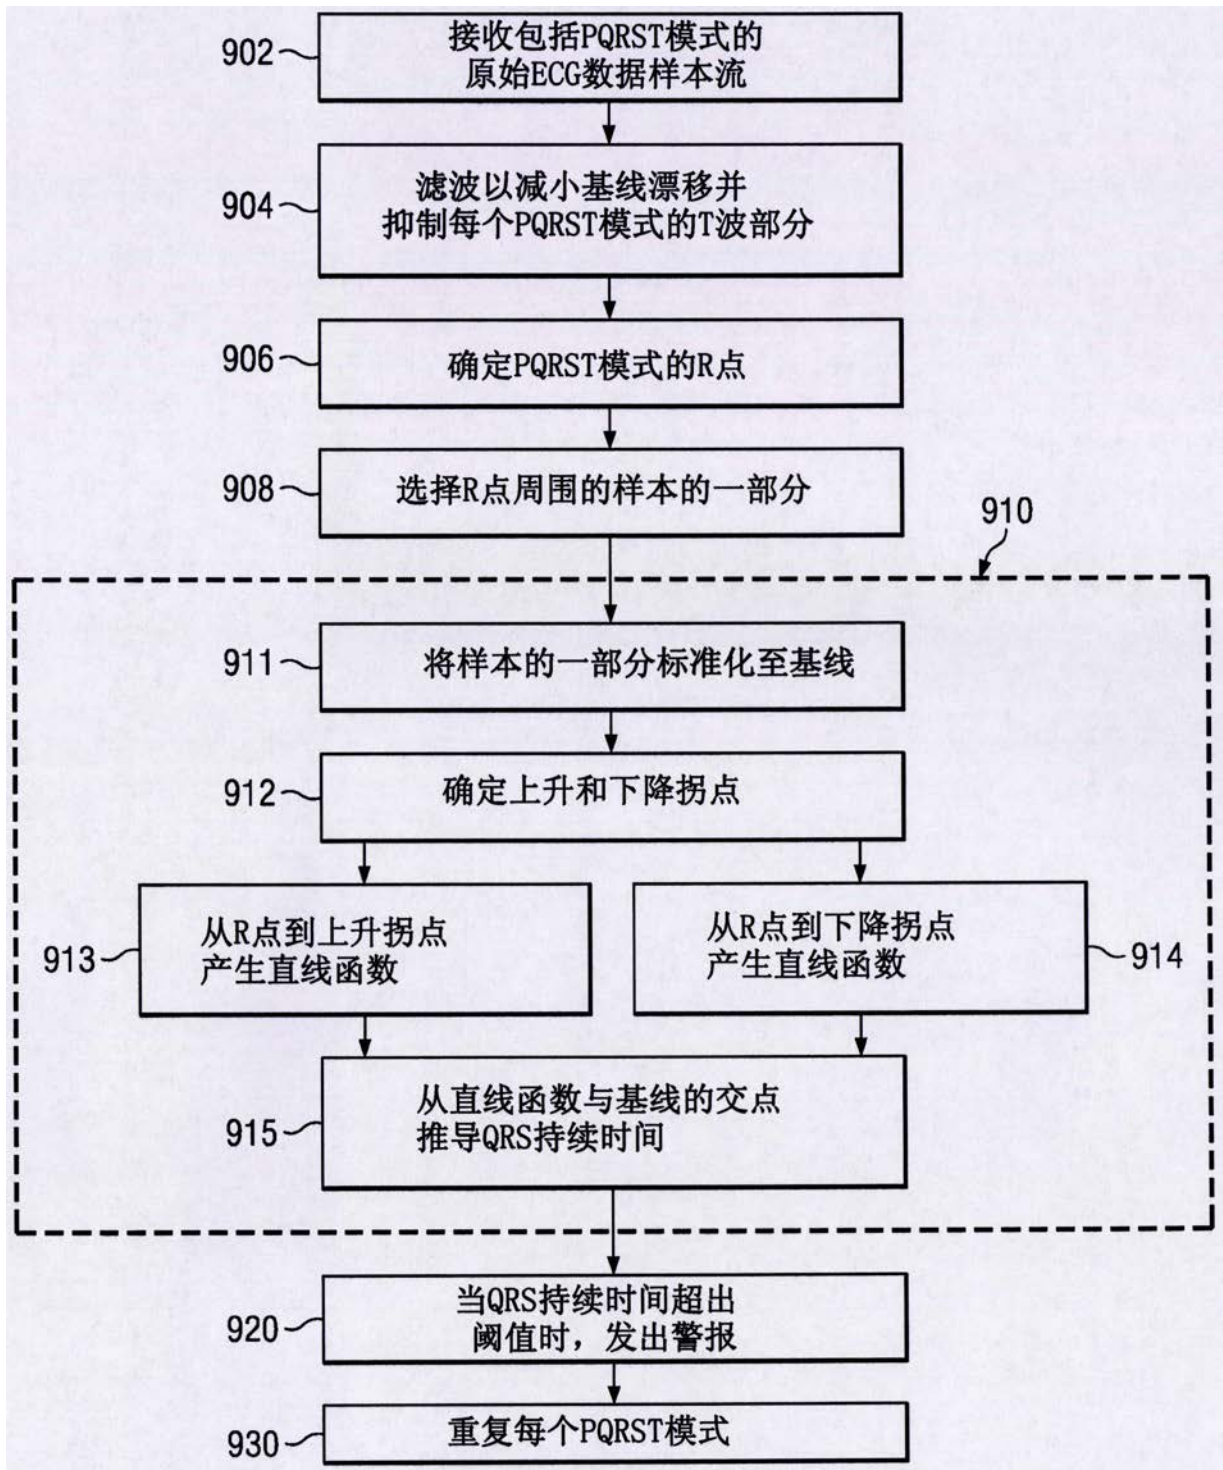 902
接收包括PQRST模式的
原始ECG数据样本流
904
滤波以减小基线漂移并
抑制每个PQRST模式的T波部分
906
确定PQRST模式的R点
908
选择R点周围的样本的一部分
910
911
将样本的一部分标准化至基线
912
确定上升和下降拐点
913
从R点到上升拐点
产生直线函数
从R点到下降拐点
产生直线函数
914
915
从直线函数与基线的交点
推导QRS持续时间
920
当QRS持续时间超出
阈值时，发出警报
930
重复每个PQRST模式